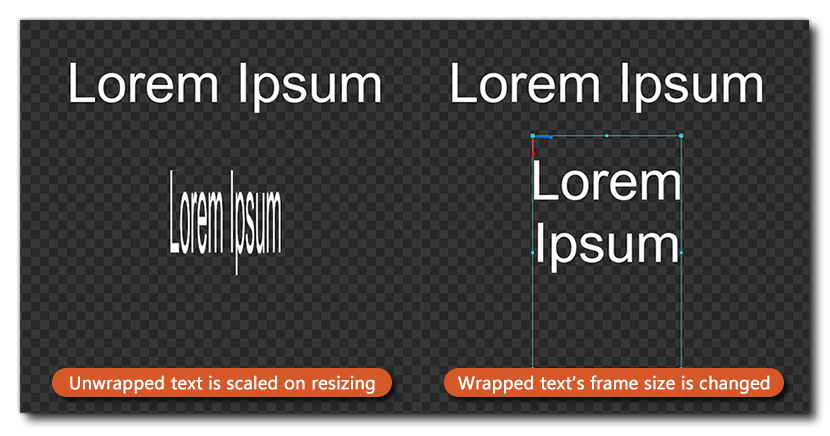 Lorem Ipsum
Lorem Ipsum
Unwrapped text is scaled on resizing
Lorem Ipsum
Lorem
Ipsum
Wrapped text’s frame size is changed